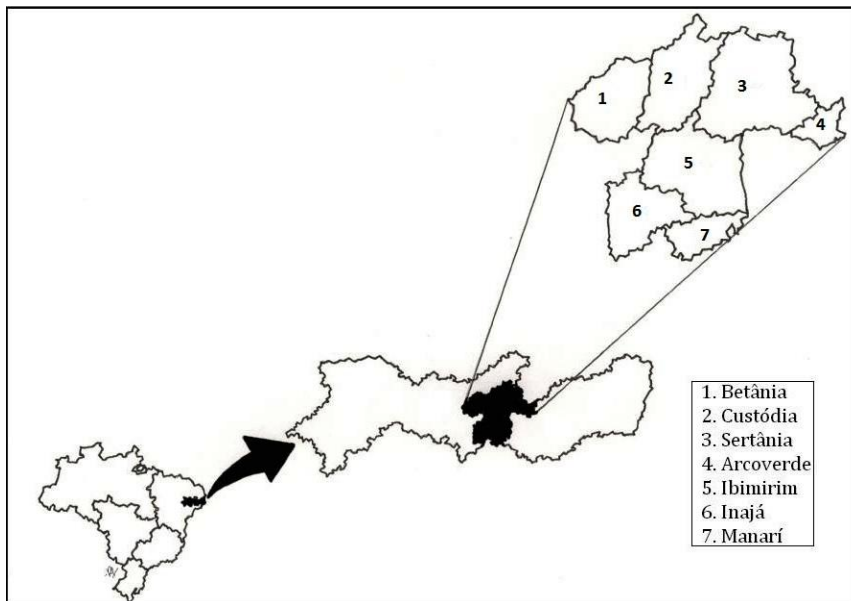 1
2
3
4
5
6
7
1. Betânia
2. Custódia
3. Sertânia
4. Arcoverde
5. Ibimirim
6. Inajá
7. Manarí